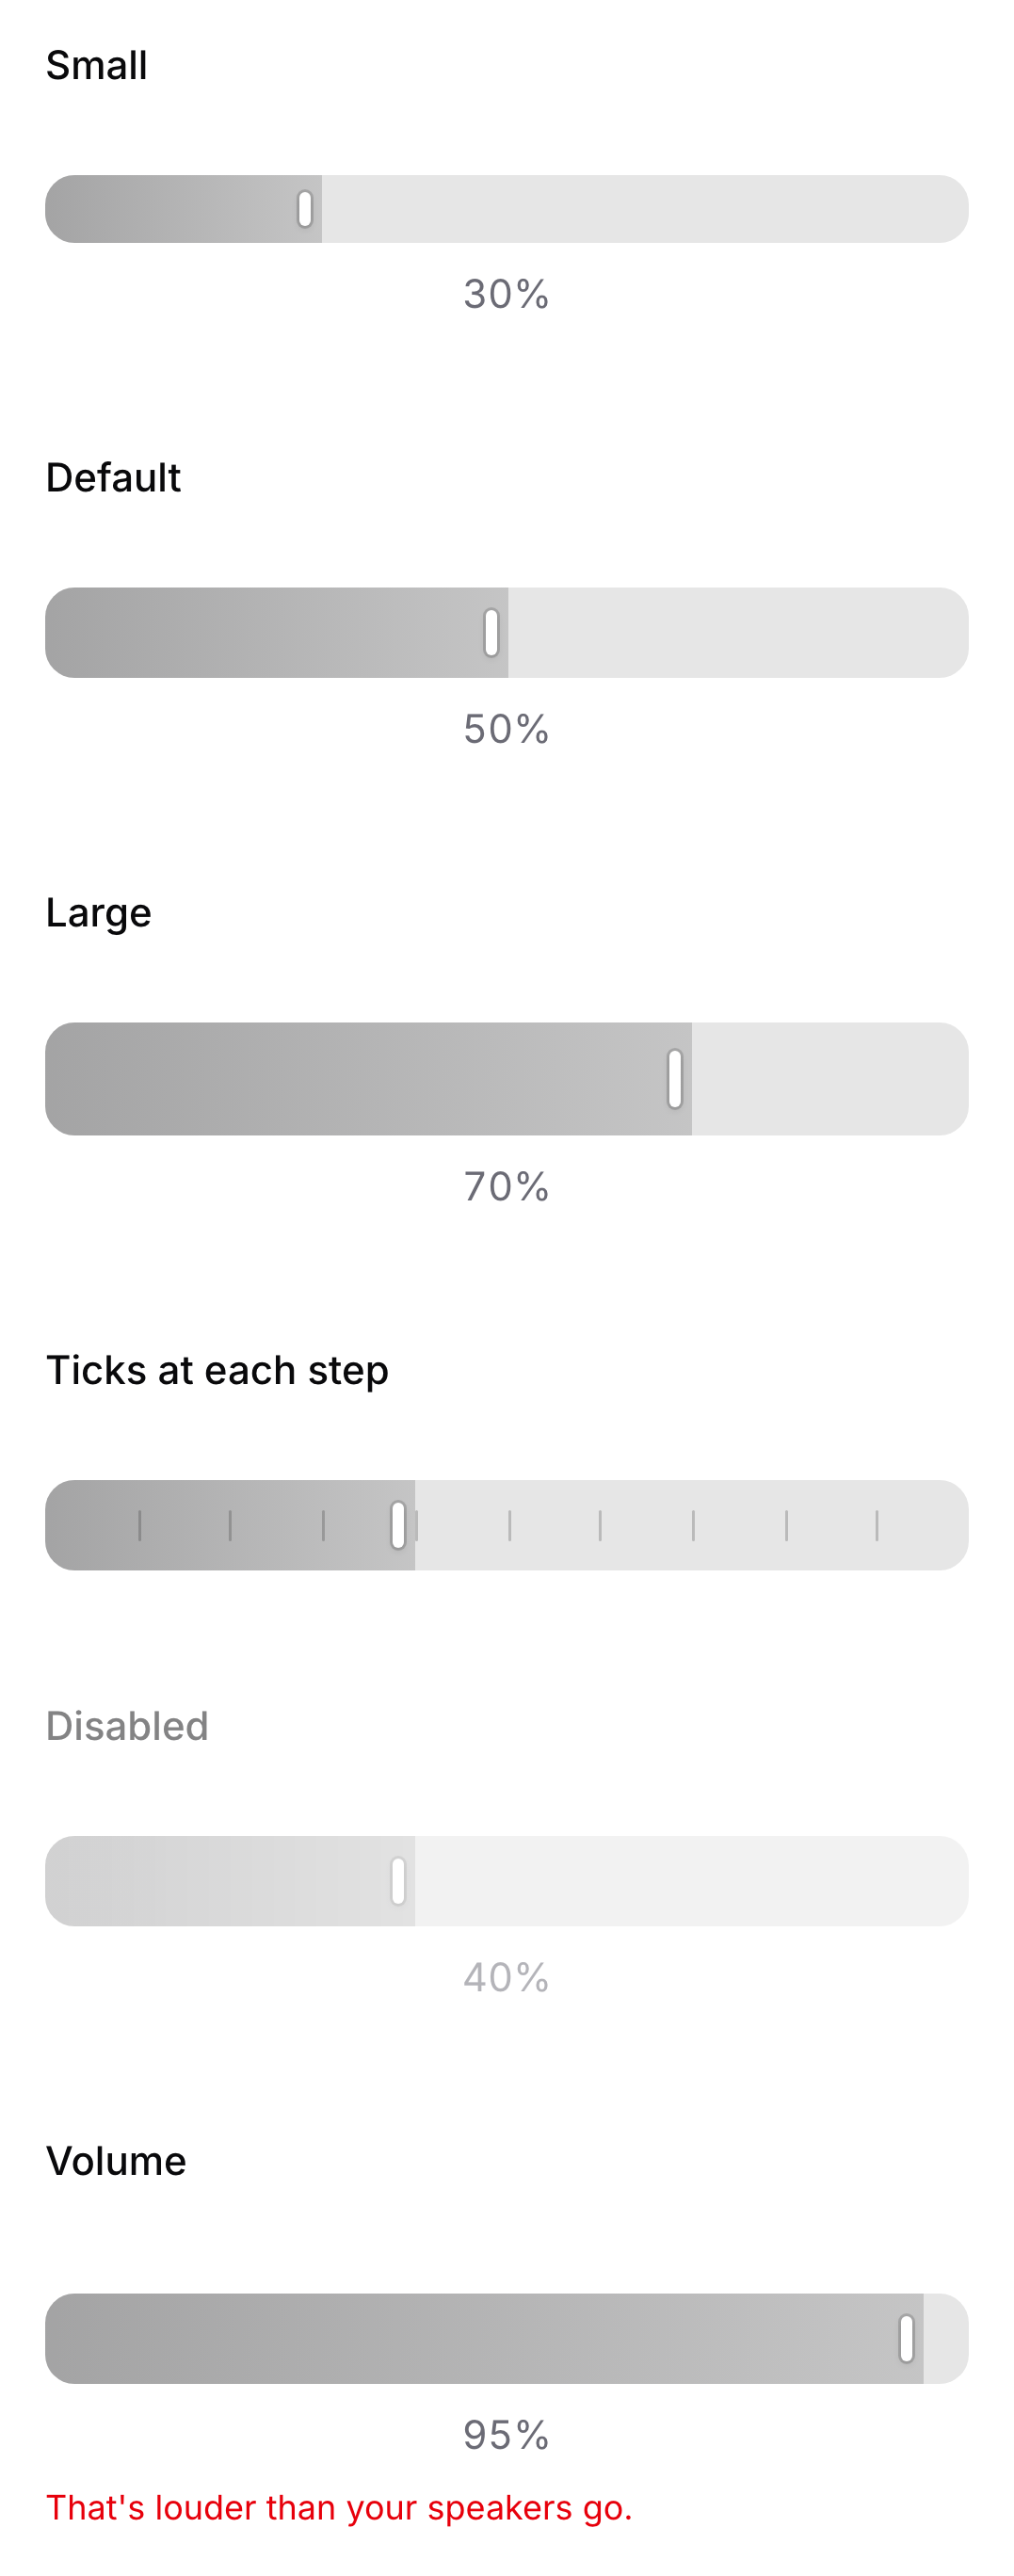 Small
30%
Default
50%
Large
70%
Ticks at each step
Disabled
40%
Volume
95%
That's louder than your speakers go.